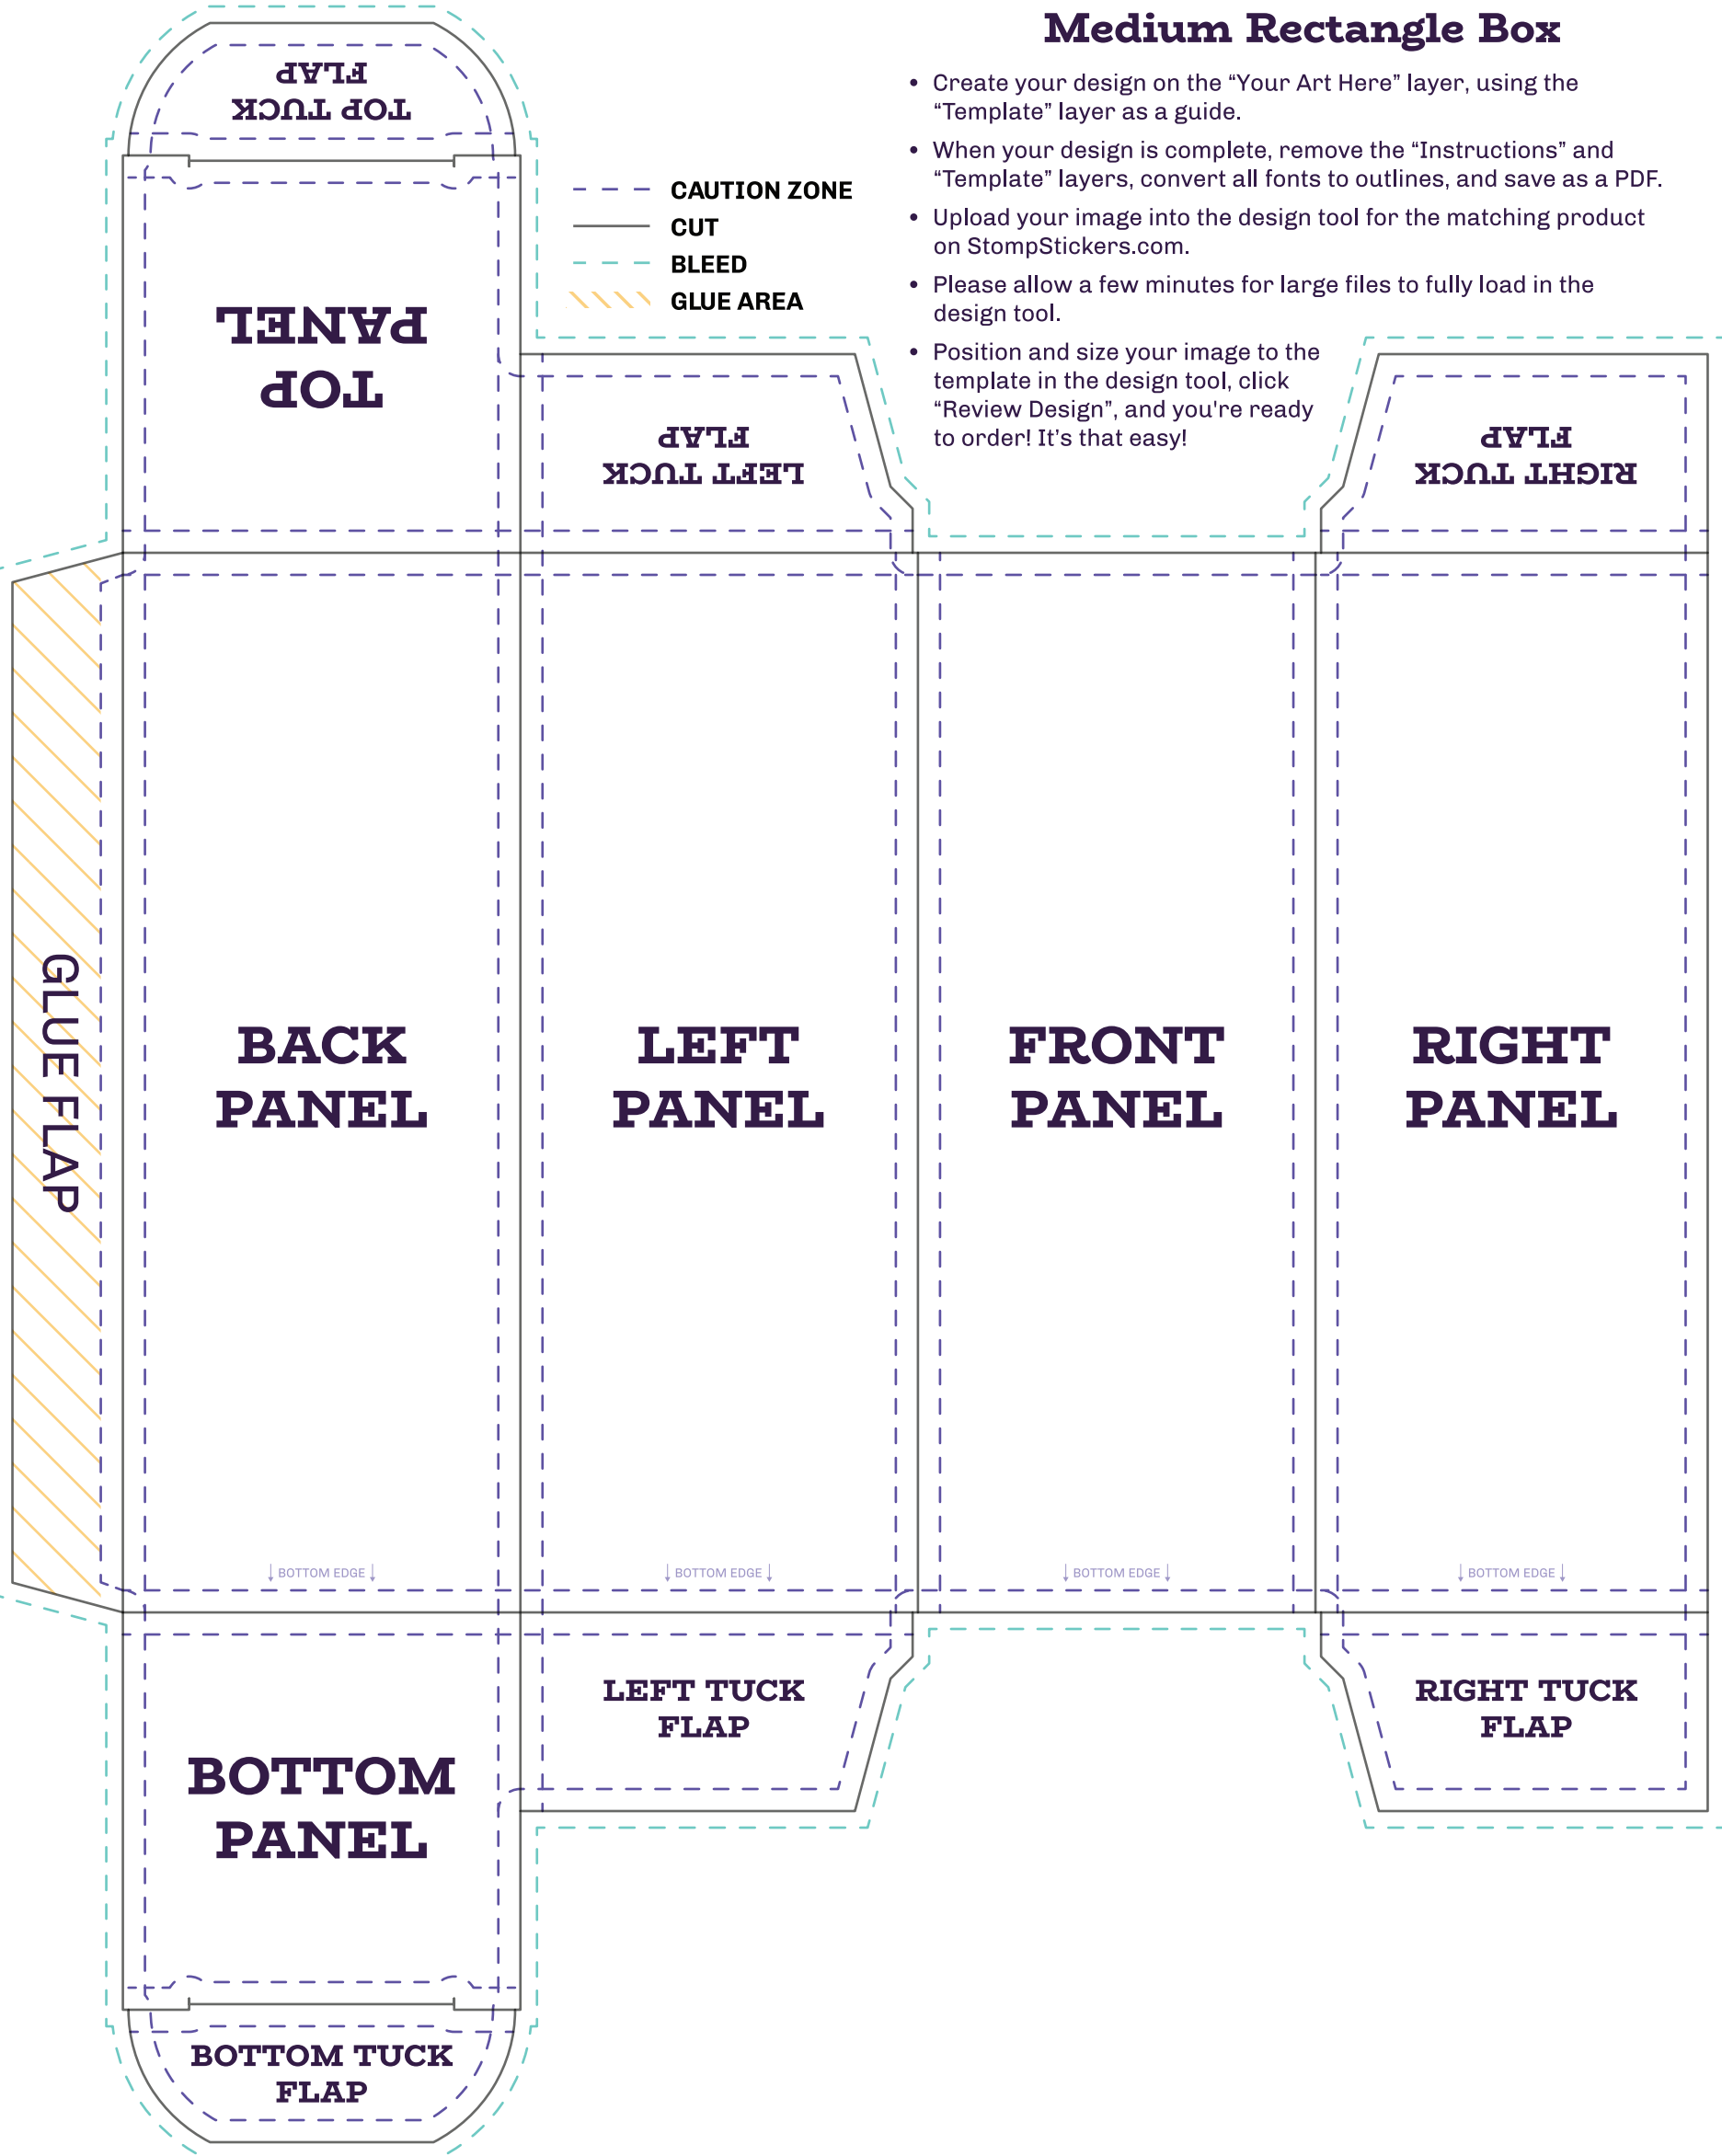 Medium Rectangle Box
• Create your design on the “Your Art Here” layer, using the
“Template” layer as a guide.
• When your design is complete, remove the “Instructions” and
“Template” layers, convert all fonts to outlines, and save as a PDF.
• Upload your image into the design tool for the matching product
on StompStickers.com.
• Please allow a few minutes for large files to fully load in the
design tool.
• Position and size your image to the
template in the design tool, click
“Review Design”, and you're ready
to order! It’s that easy!
CAUTION ZONE
CUT
BLEED
GLUE AREA
TOP TUCK
FLAP
TOP
PANEL
LEFT TUCK
FLAP
RIGHT TUCK
FLAP
GLUE FLAP
BACK
PANEL
LEFT
PANEL
FRONT
PANEL
RIGHT
PANEL
BOTTOM EDGE
BOTTOM EDGE
BOTTOM EDGE
BOTTOM EDGE
BOTTOM
PANEL
LEFT TUCK
FLAP
RIGHT TUCK
FLAP
BOTTOM TUCK
FLAP